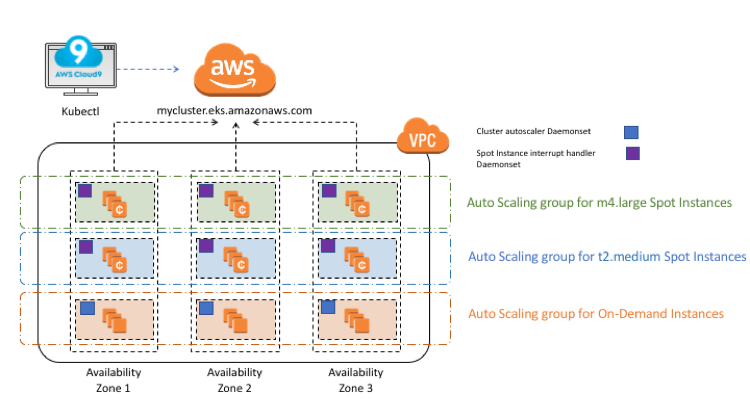 9
AWS Cloud9
aws
Kubectl
mycluster.eks.amazonaws.com
VPC
Cluster autoscaler Daemonset
Spot Instance interrupt handler
Daemonset
C
C
C
Auto Scaling group for m4.large Spot Instances
C
C
C
Auto Scaling group for t2.medium Spot Instances
Auto Scaling group for On-Demand Instances
Availability
Zone 1
Availability
Zone 2
Availability
Zone 3